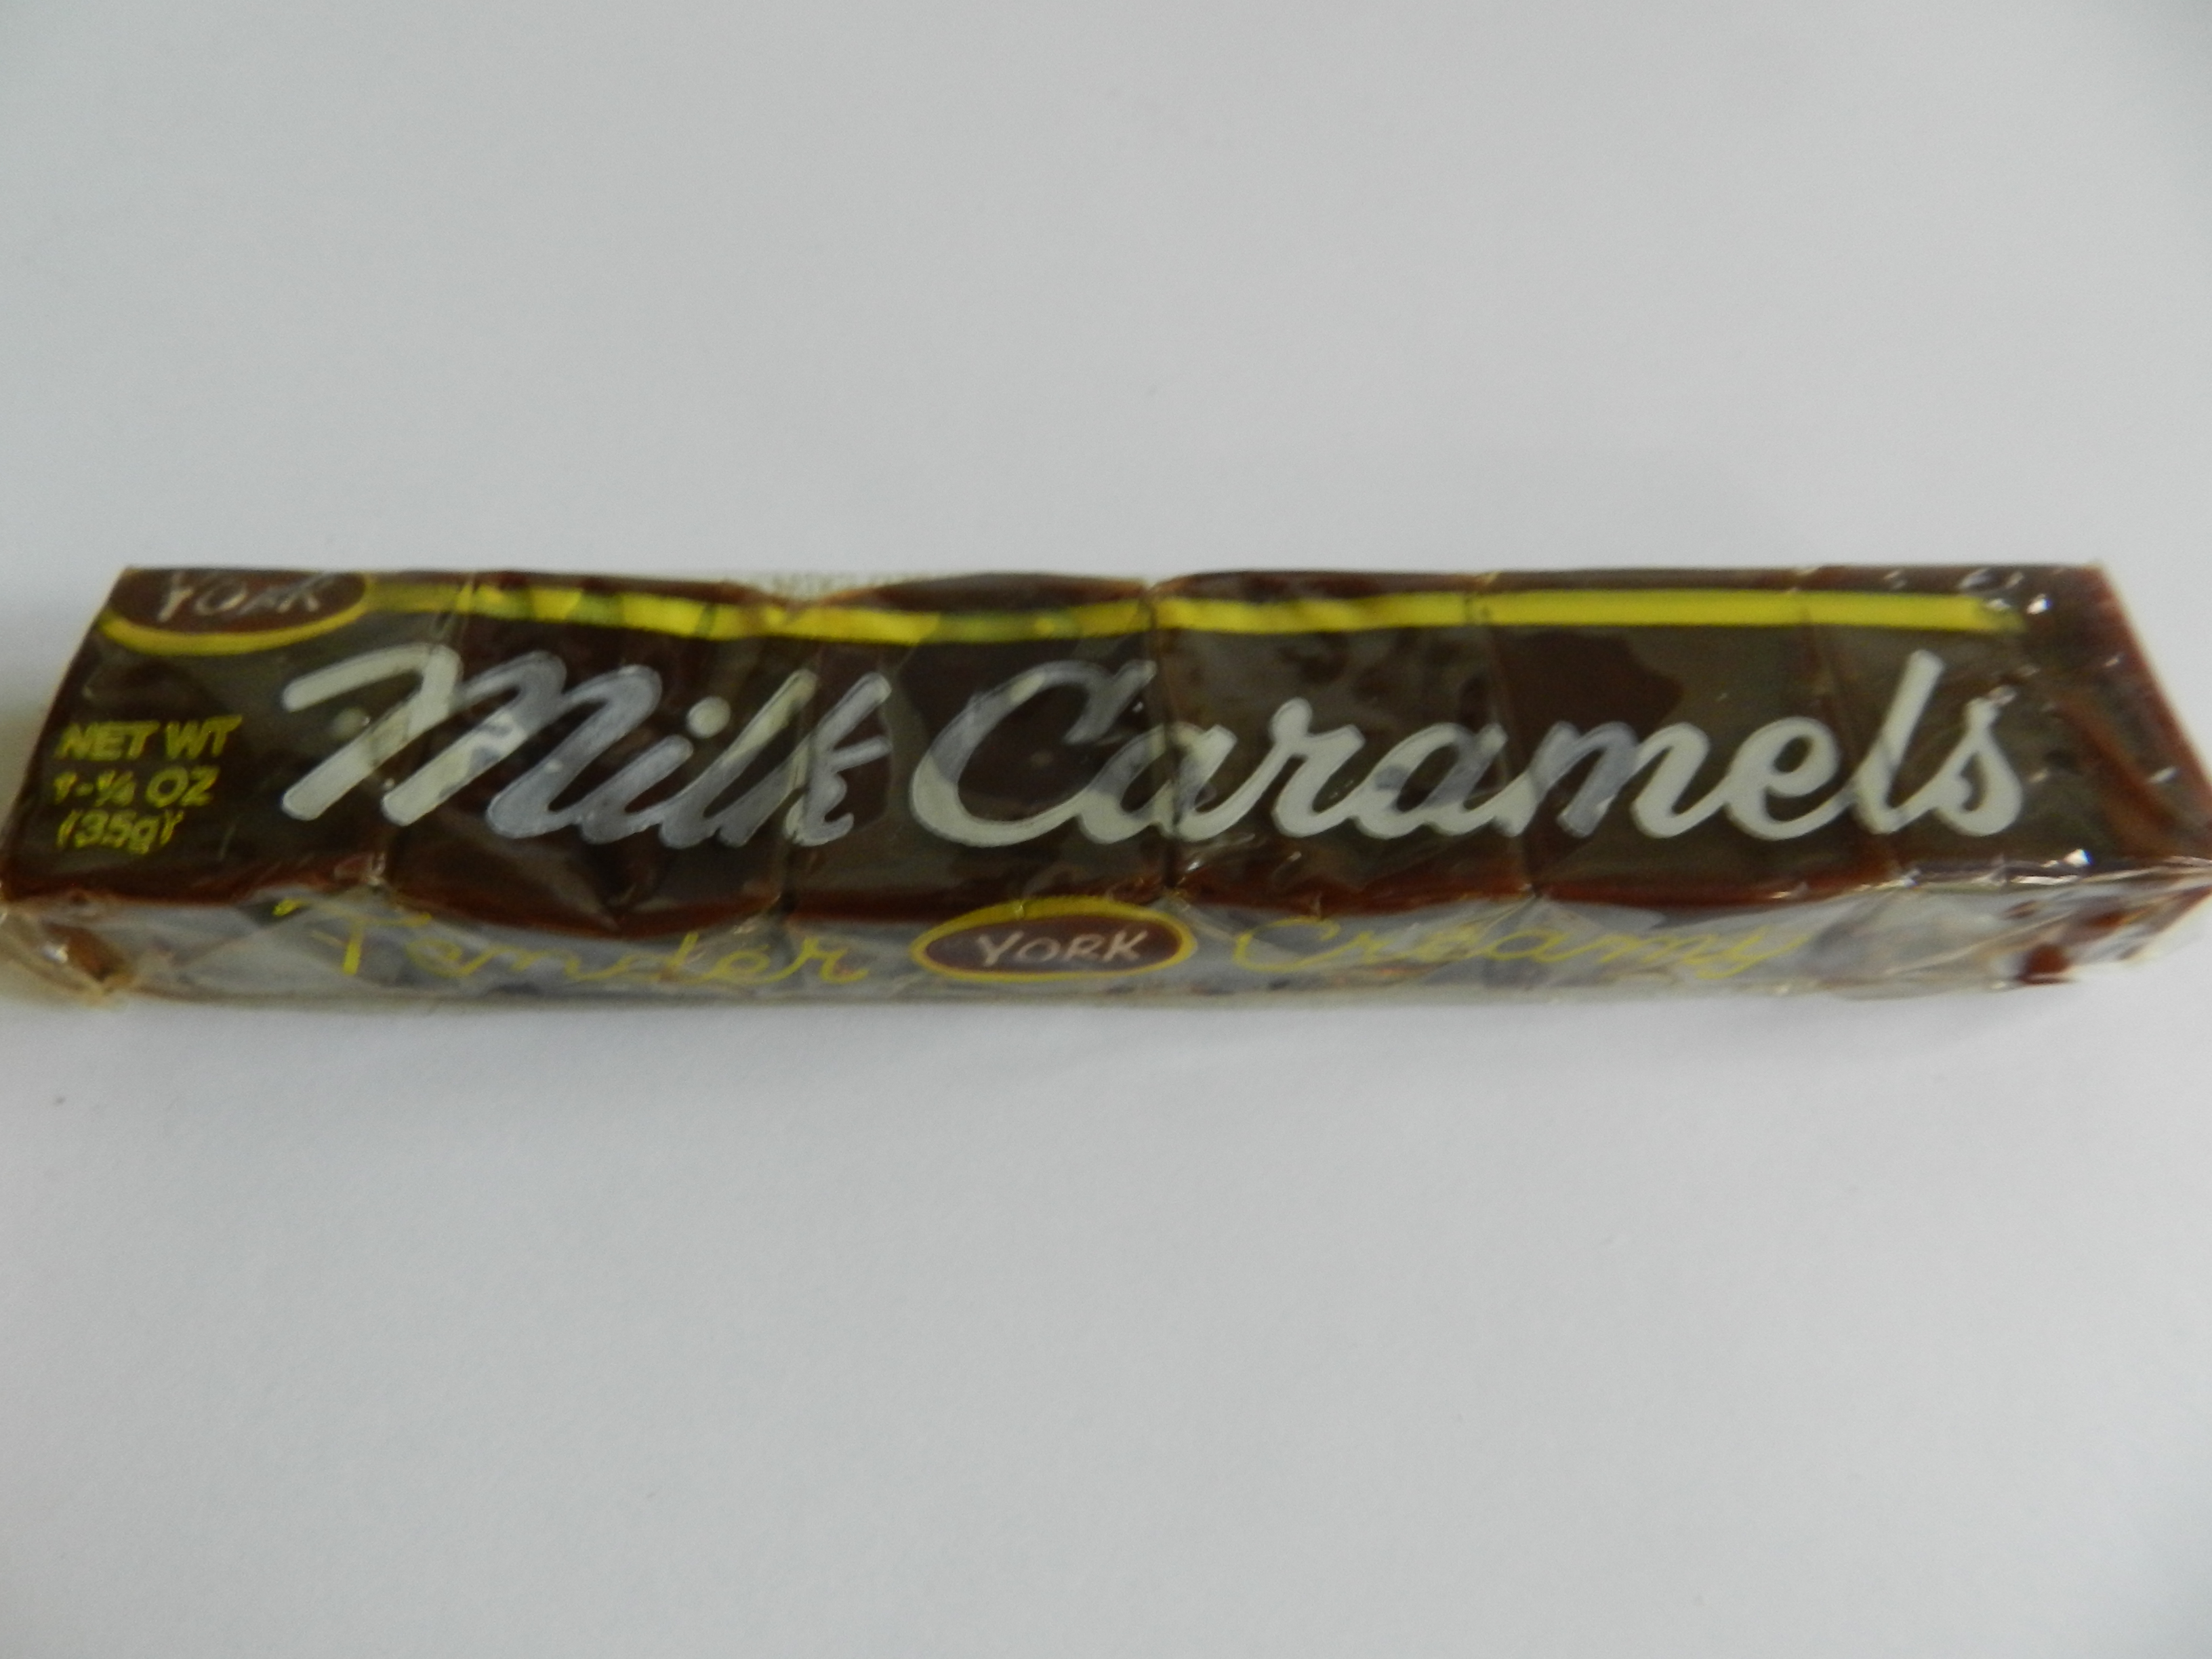 YORK
Milk Caramels
NET WT
1-¼ OZ
(35g)
Tender YORK Creamy